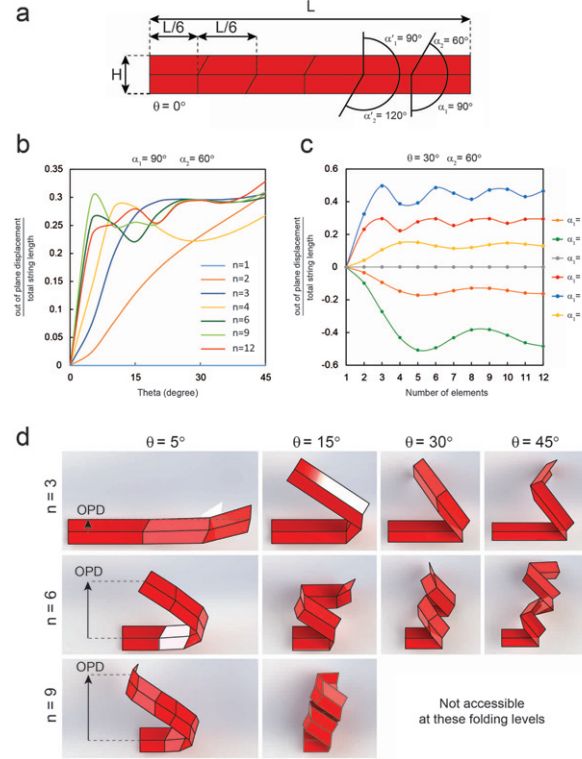 a
L
L/6
L/6
H
θ = 0°
α'₁ = 90°
α₂ = 60°
α'₂ = 120°
α₁ = 90°
b
α₁ = 90° α₂ = 60°
out of plane displacement
total string length
0.35
0.3
0.25
0.2
0.15
0.1
0.05
0
n=1
n=2
n=3
n=4
n=6
n=9
n=12
0 15 30 45
Theta (degree)
c
θ = 30° α₂ = 60°
out of plane displacement
total string length
0.6
0.4
0.2
0
-0.2
-0.4
-0.6
α₁ =
α₁ =
α₁ =
α₁ =
α₁ =
α₁ =
1 2 3 4 5 6 7 8 9 10 11 12
Number of elements
d
θ = 5° θ = 15° θ = 30° θ = 45°
n = 3
OPD
n = 6
OPD
n = 9
OPD
Not accessible
at these folding levels